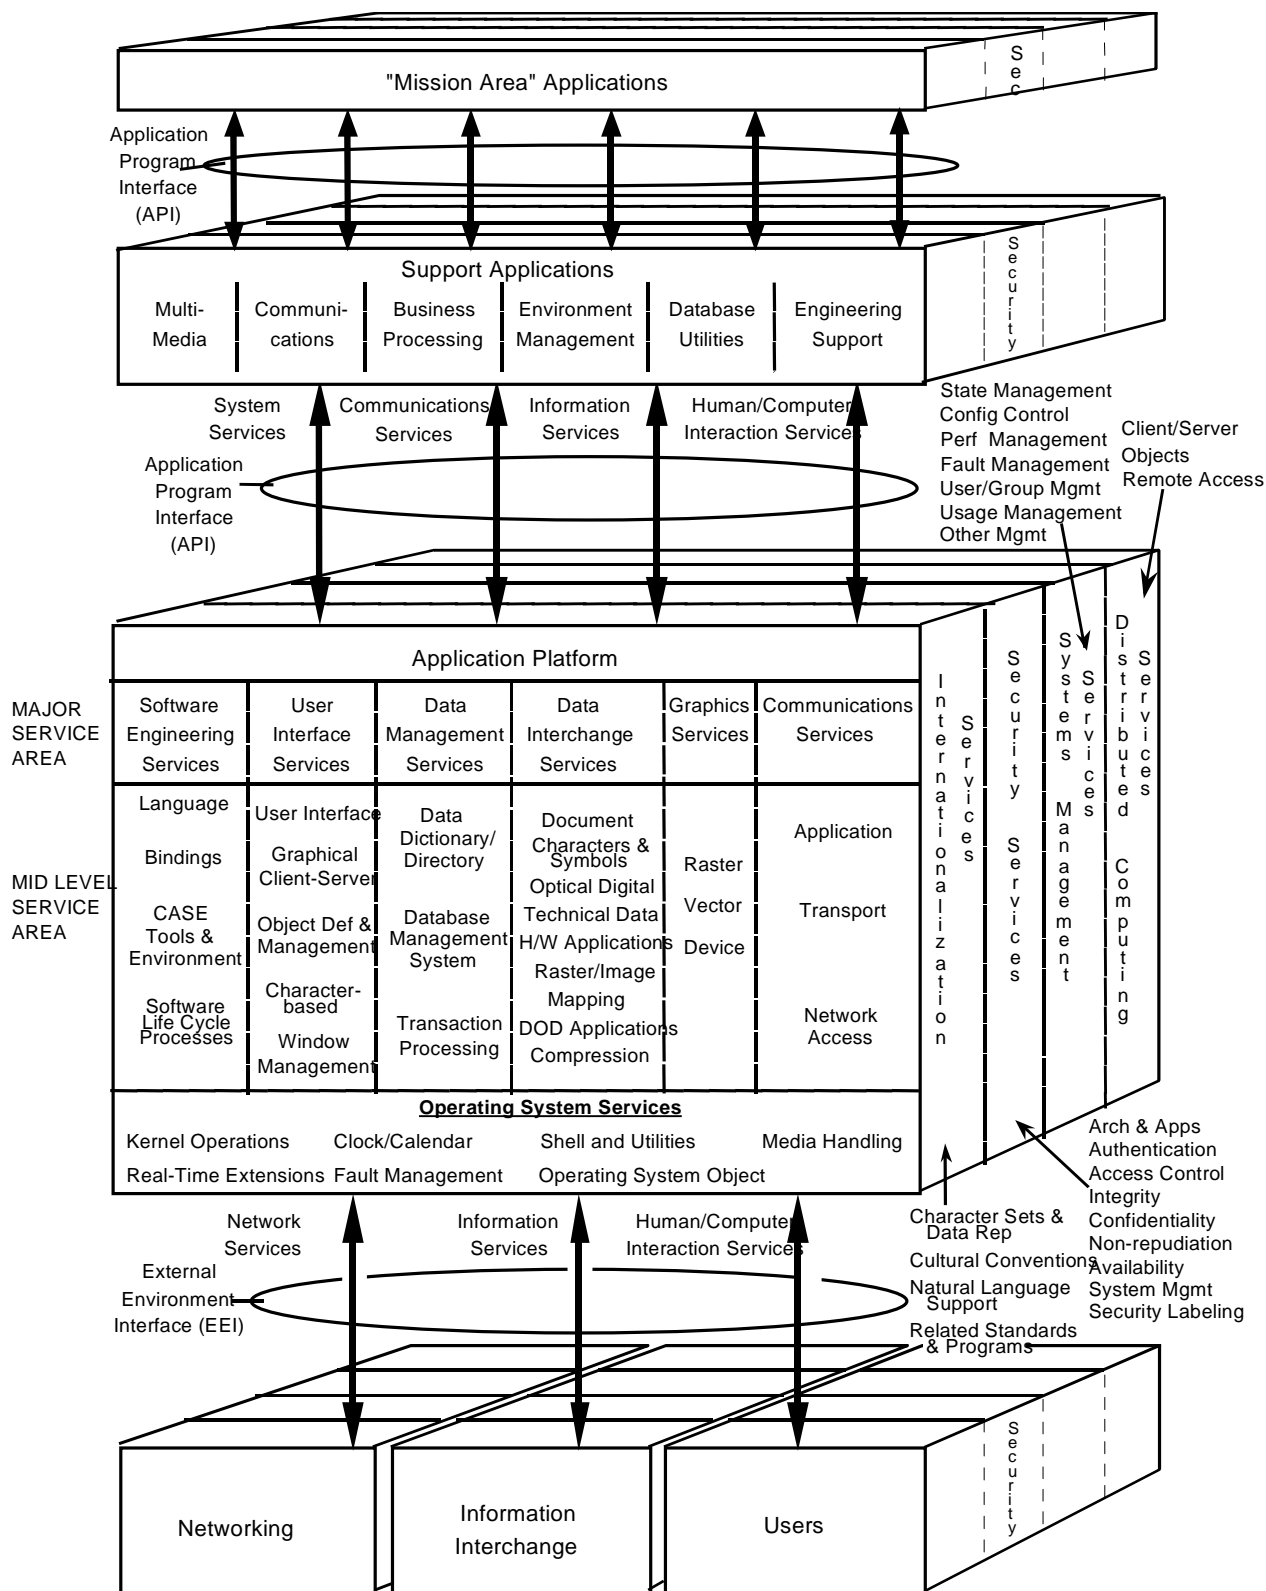 "Mission Area" Applications
Sec
Application
Program
Interface
(API)
Support Applications
Multi-
Media
Communi-
cations
Business
Processing
Environment
Management
Database
Utilities
Engineering
Support
Security
System
Services
Communications
Services
Information
Services
Human/Computer
Interaction Services
Application
Program
Interface
(API)
State Management
Config Control
Perf Management
Fault Management
User/Group Mgmt
Usage Management
Other Mgmt
Client/Server
Objects
Remote Access
Application Platform
MAJOR
SERVICE
AREA
Software
Engineering
Services
User
Interface
Services
Data
Management
Services
Data
Interchange
Services
Graphics
Services
Communications
Services
MID LEVEL
SERVICE
AREA
Language
Bindings
CASE
Tools &
Environment
Software
Life Cycle
Processes
User Interface
Graphical
Client-Server
Object Def &
Management
Character-
based
Window
Management
Data
Dictionary/
Directory
Database
Management
System
Transaction
Processing
Document
Characters &
Symbols
Optical Digital
Technical Data
H/W Applications
Raster/Image
Mapping
DOD Applications
Compression
Raster
Vector
Device
Application
Transport
Network
Access
Internationalization
Services
Security Services
Systems Management
Services
Distributed Computing
Services
Operating System Services
Kernel Operations
Clock/Calendar
Shell and Utilities
Media Handling
Real-Time Extensions
Fault Management
Operating System Object
Network
Services
Information
Services
Human/Computer
Interaction Services
External
Environment
Interface (EEI)
Character Sets &
Data Rep
Cultural Conventions
Natural Language
Support
Related Standards
& Programs
Arch & Apps
Authentication
Access Control
Integrity
Confidentiality
Non-repudiation
Availability
System Mgmt
Security Labeling
Networking
Information
Interchange
Users
Security